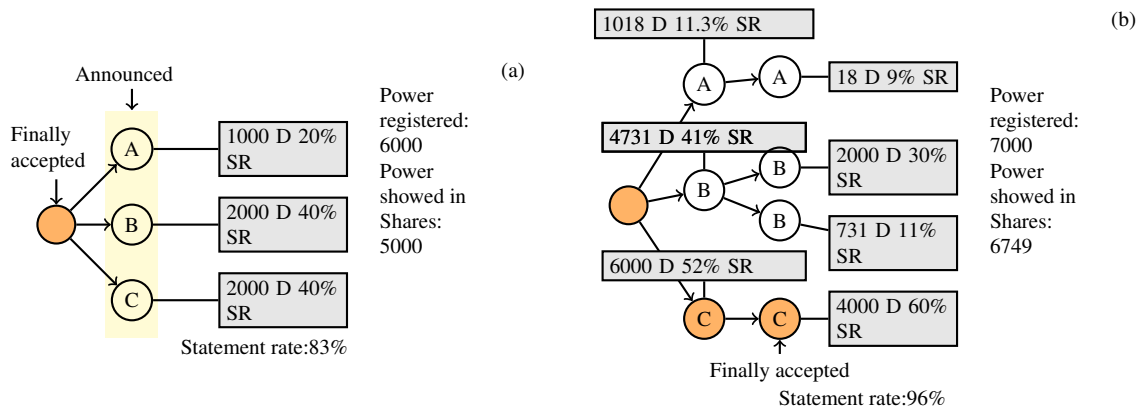 (a)
Announced
Finally
accepted
A
1000 D 20%
SR
B
2000 D 40%
SR
C
2000 D 40%
SR
Power
registered:
6000
Power
showed in
Shares:
5000
Statement rate:83%
(b)
1018 D 11.3% SR
A
A
18 D 9% SR
4731 D 41% SR
B
B
2000 D 30%
SR
B
731 D 11%
SR
6000 D 52% SR
C
C
4000 D 60%
SR
Power
registered:
7000
Power
showed in
Shares:
6749
Finally accepted
Statement rate:96%